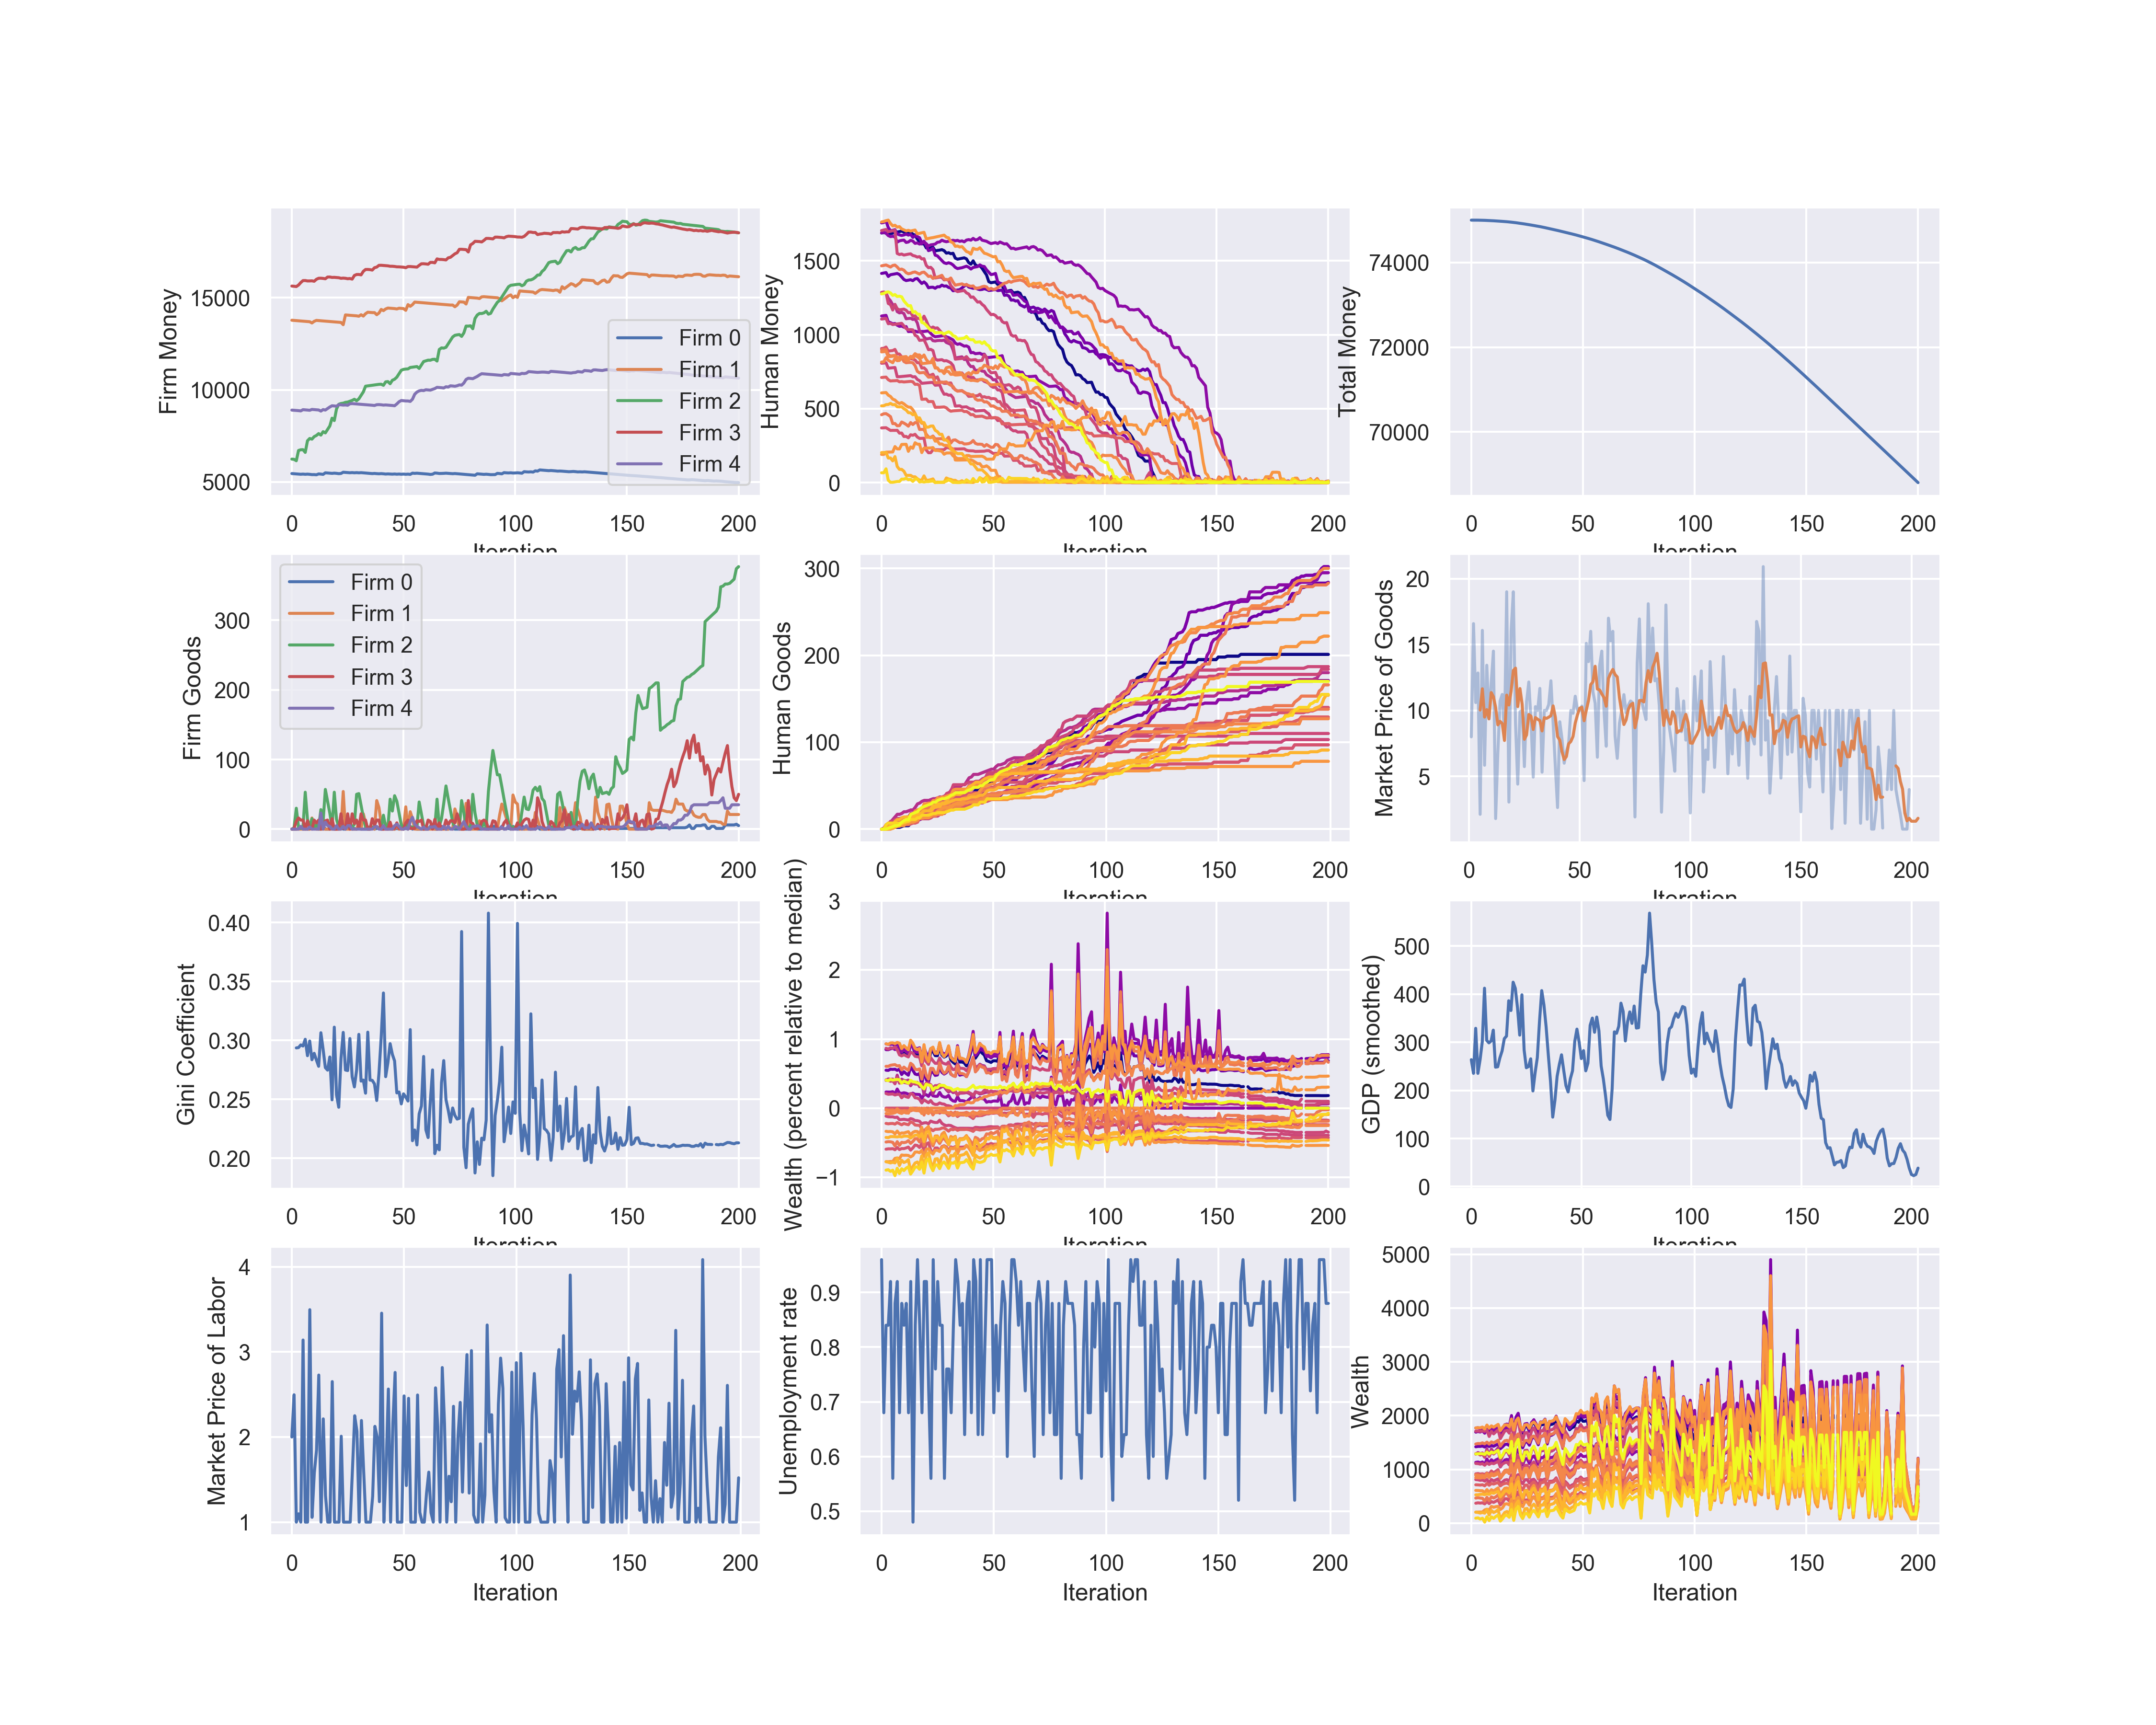 Firm Money
15000
10000
5000
0 50 100 150 200
Iteration
Firm 0
Firm 1
Firm 2
Firm 3
Firm 4
Human Money
1500
1000
500
0
0 50 100 150 200
Iteration
Total Money
74000
72000
70000
0 50 100 150 200
Iteration
Firm Goods
300
200
100
0
0 50 100 150 200
Iteration
Firm 0
Firm 1
Firm 2
Firm 3
Firm 4
Human Goods
300
200
100
0
0 50 100 150 200
Iteration
Market Price of Goods
20
15
10
5
0 50 100 150 200
Iteration
Gini Coefficient
0.40
0.35
0.30
0.25
0.20
0 50 100 150 200
Iteration
Wealth (percent relative to median)
3
2
1
0
−1
0 50 100 150 200
Iteration
GDP (smoothed)
500
400
300
200
100
0
0 50 100 150 200
Iteration
Market Price of Labor
4
3
2
1
0 50 100 150 200
Iteration
Unemployment rate
0.9
0.8
0.7
0.6
0.5
0 50 100 150 200
Iteration
Wealth
5000
4000
3000
2000
1000
0
0 50 100 150 200
Iteration